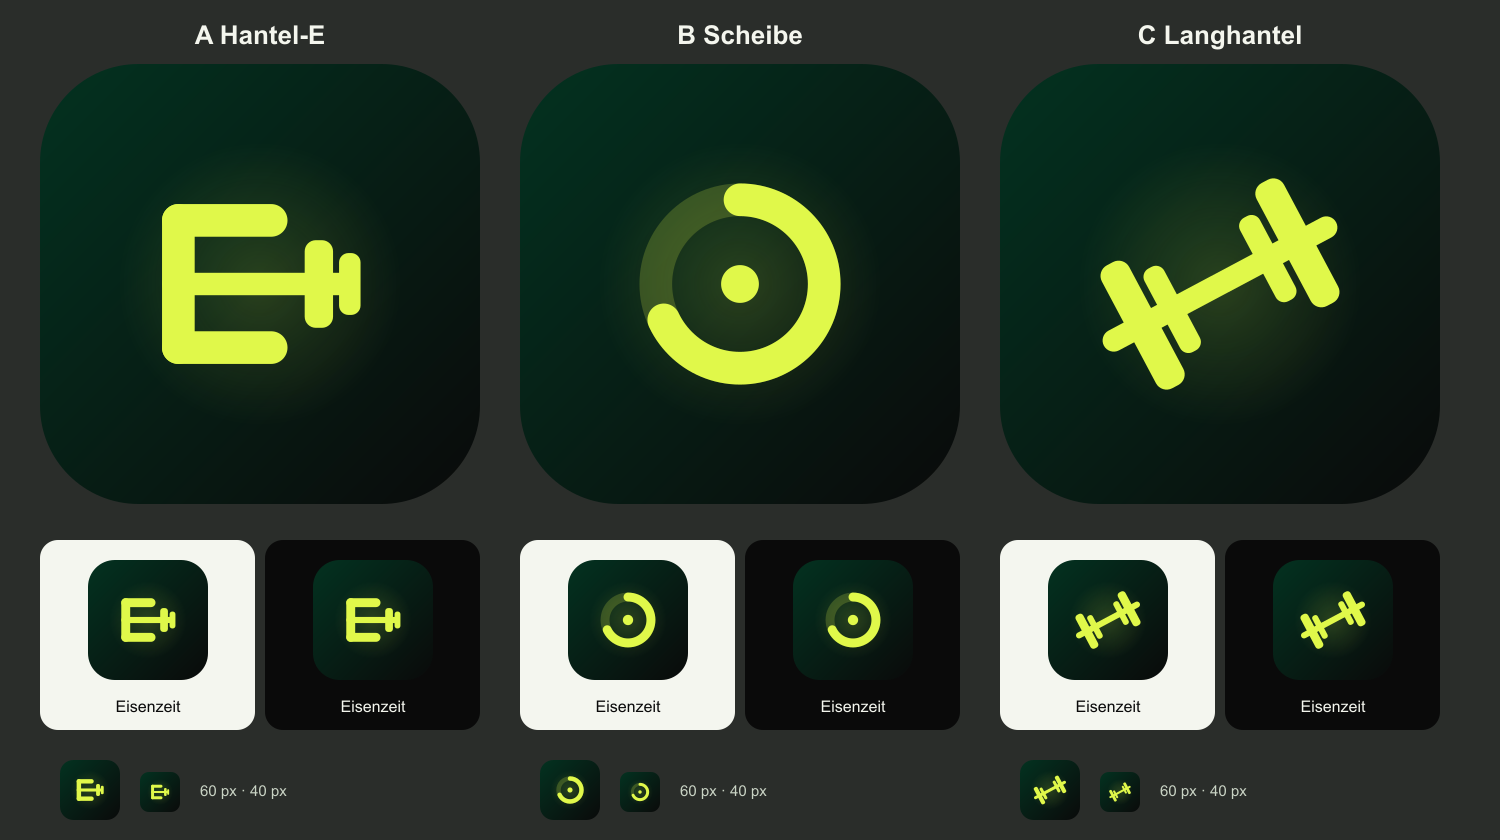 A Hantel-E
B Scheibe
C Langhantel
Eisenzeit
Eisenzeit
Eisenzeit
Eisenzeit
Eisenzeit
Eisenzeit
60 px · 40 px
60 px · 40 px
60 px · 40 px